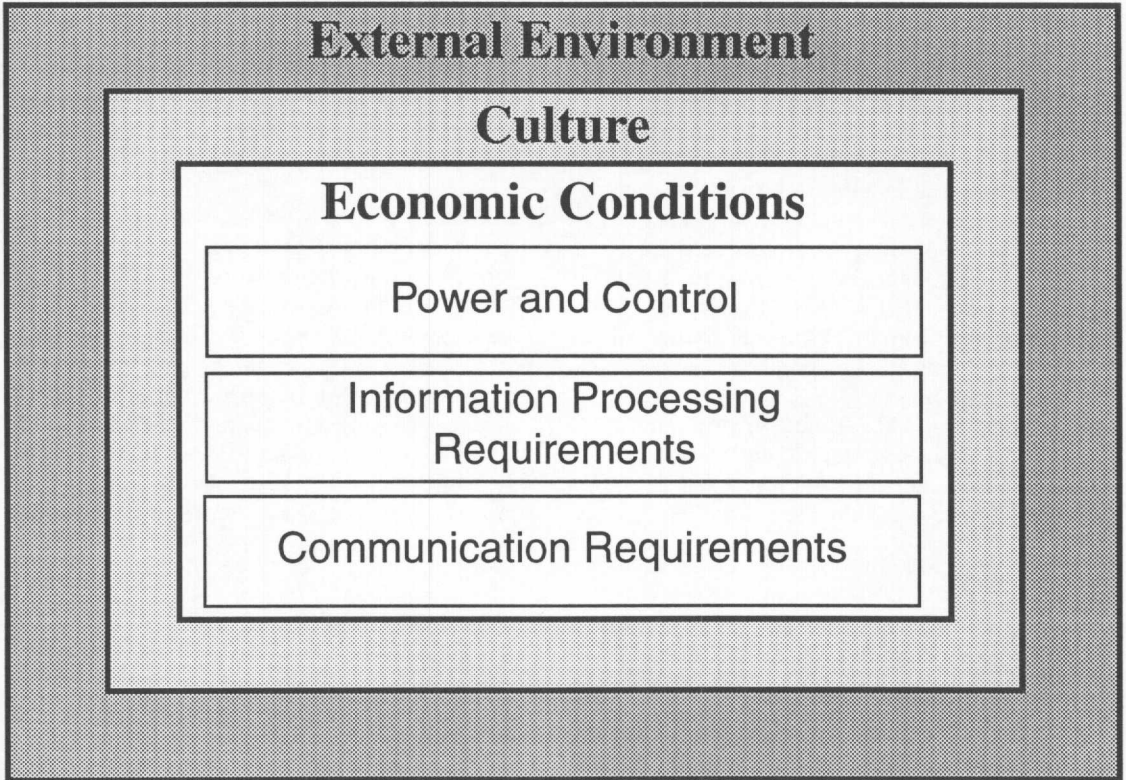 External Environment
Culture
Economic Conditions
Power and Control
Information Processing
Requirements
Communication Requirements